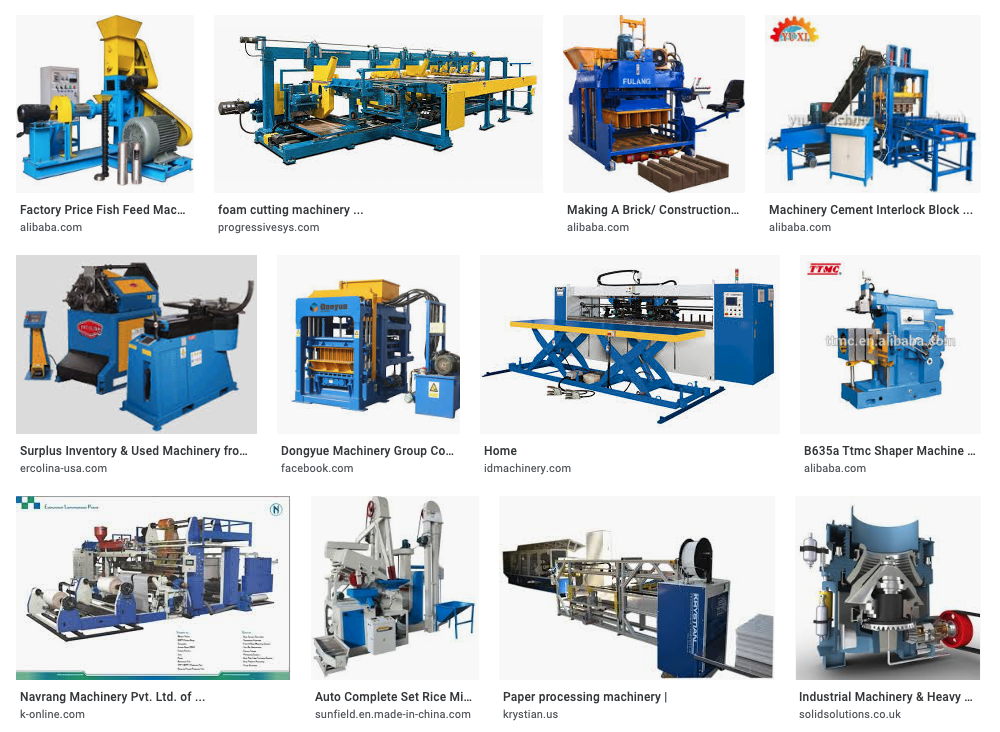 YUXL
FULANG
Factory Price Fish Feed Mac...
alibaba.com
foam cutting machinery ...
progressivesys.com
Making A Brick/ Construction...
alibaba.com
Machinery Cement Interlock Block ...
alibaba.com
ERCOLINA
Dongyue
TTMC
ttmc.en.alibaba.com
Surplus Inventory & Used Machinery fro...
ercolina-usa.com
Dongyue Machinery Group Co...
facebook.com
Home
idmachinery.com
B635a Ttmc Shaper Machine ...
alibaba.com
Extrusion Lamination Plant
N
KRYSTIAN
Navrang Machinery Pvt. Ltd. of ...
k-online.com
Auto Complete Set Rice Mi...
sunfield.en.made-in-china.com
Paper processing machinery |
krystian.us
Industrial Machinery & Heavy ...
solidsolutions.co.uk